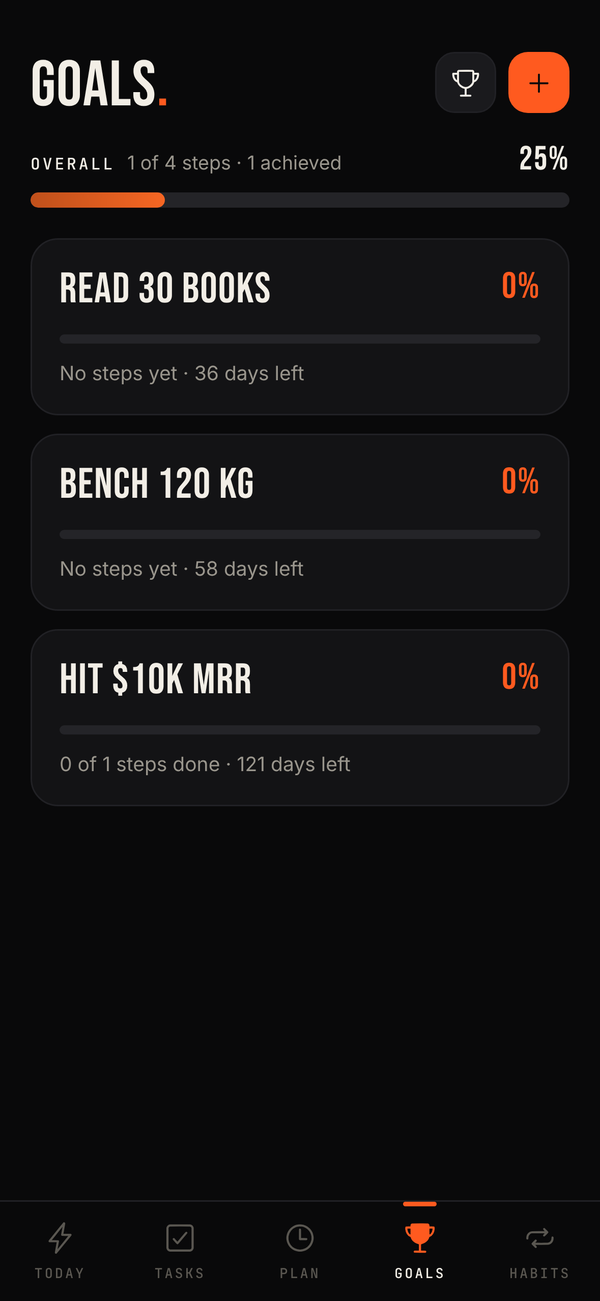 GOALS.
OVERALL 1 of 4 steps · 1 achieved 25%
READ 30 BOOKS 0%
No steps yet · 36 days left
BENCH 120 KG 0%
No steps yet · 58 days left
HIT $10K MRR 0%
0 of 1 steps done · 121 days left
TODAY TASKS PLAN GOALS HABITS